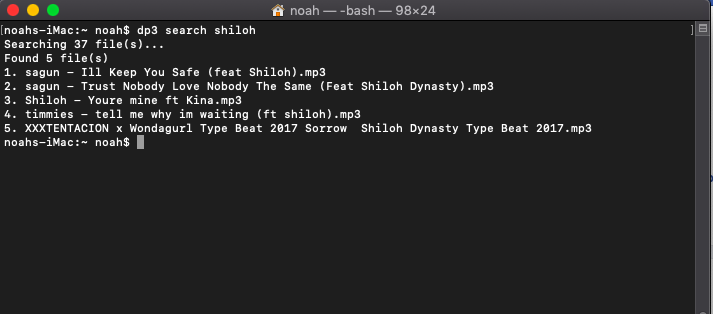 noah — -bash — 98×24
[noahs-iMac:~ noah$ dp3 search shiloh ]
Searching 37 file(s)...
Found 5 file(s)
1. sagun - Ill Keep You Safe (feat Shiloh).mp3
2. sagun - Trust Nobody Love Nobody The Same (Feat Shiloh Dynasty).mp3
3. Shiloh - Youre mine ft Kina.mp3
4. timmies - tell me why im waiting (ft shiloh).mp3
5. XXXTENTACION x Wondagurl Type Beat 2017 Sorrow  Shiloh Dynasty Type Beat 2017.mp3
noahs-iMac:~ noah$